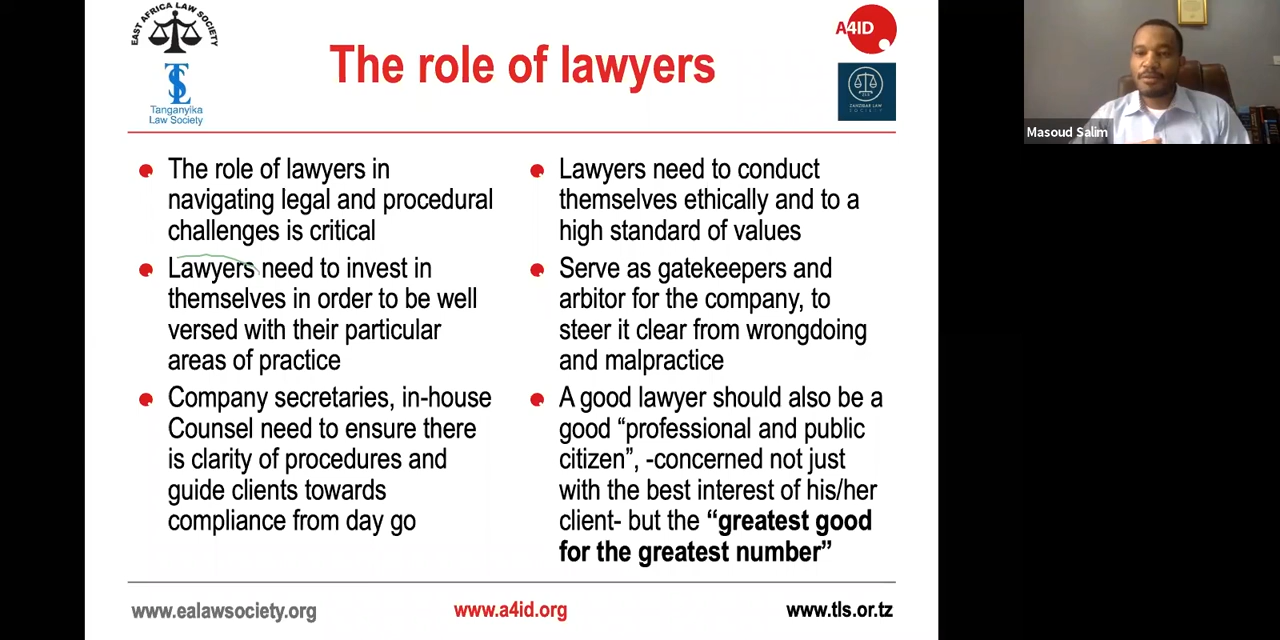 EAST AFRICA LAW SOCIETY
TLS
Tanganyika
Law Society
The role of lawyers
A4ID
ZANZIBAR LAW
SOCIETY
Masoud Salim
The role of lawyers in
navigating legal and procedural
challenges is critical
Lawyers need to invest in
themselves in order to be well
versed with their particular
areas of practice
Company secretaries, in-house
Counsel need to ensure there
is clarity of procedures and
guide clients towards
compliance from day go
Lawyers need to conduct
themselves ethically and to a
high standard of values
Serve as gatekeepers and
arbitor for the company, to
steer it clear from wrongdoing
and malpractice
A good lawyer should also be a
good “professional and public
citizen”, -concerned not just
with the best interest of his/her
client- but the “greatest good
for the greatest number”
www.ealawsociety.org
www.a4id.org
www.tls.or.tz